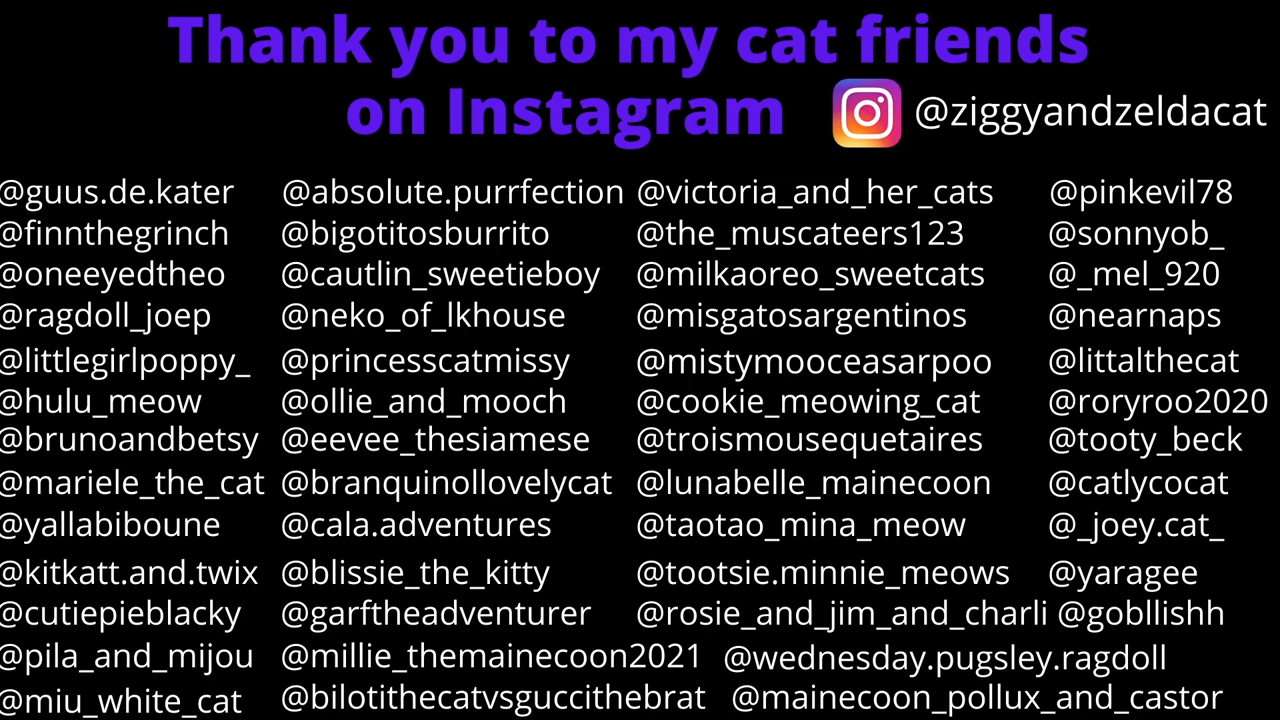 Thank you to my cat friends
on Instagram @ziggyandzeldacat
@guus.de.kater @absolute.purrfection @victoria_and_her_cats @pinkevil78
@finnthegrinch @bigotitosburrito @the_muscateers123 @sonnyob_
@oneeyedtheo @cautlin_sweetieboy @milkaoreo_sweetcats @_mel_920
@ragdoll_joep @neko_of_lkhouse @misgatosargentinos @nearnaps
@littlegirlpoppy_ @princesscatmissy @mistymooceasarpoo @littalthecat
@hulu_meow @ollie_and_mooch @cookie_meowing_cat @roryroo2020
@brunoandbetsy @eevee_thesiamese @troismousequetaires @tooty_beck
@mariele_the_cat @branquinollovelycat @lunabelle_mainecoon @catlycocat
@yallabiboune @cala.adventures @taotao_mina_meow @_joey.cat_
@kitkatt.and.twix @blissie_the_kitty @tootsie.minnie_meows @yaragee
@cutiepieblacky @garftheadventurer @rosie_and_jim_and_charli @gobllishh
@pila_and_mijou @millie_themainecoon2021 @wednesday.pugsley.ragdoll
@miu_white_cat @bilotithecatvsguccithebrat @mainecoon_pollux_and_castor